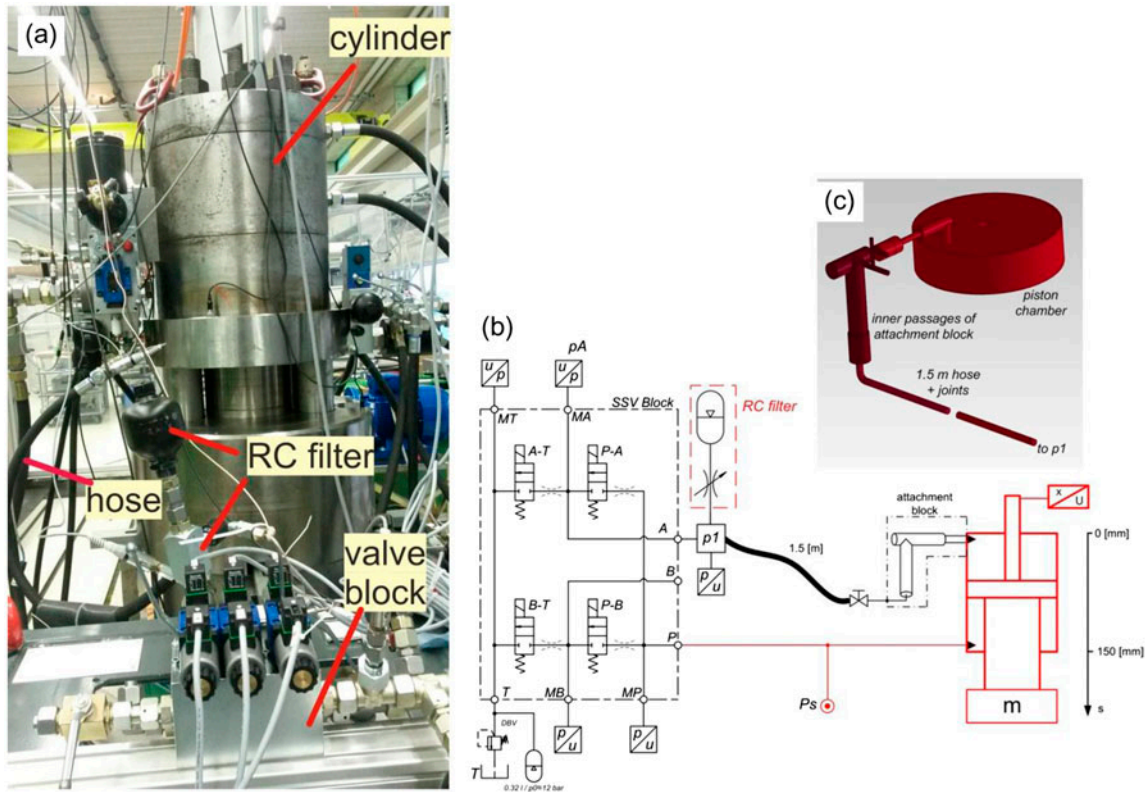 (a)
cylinder
RC filter
hose
valve
block
(b)
pA
u
p
u
p
SSV Block
MT
MA
A-T
P-A
RC filter
A
p1
p
u
1.5 [m]
attachment
block
B
B-T
P-B
P
T
MB
MP
Ps
DBV
T
p
u
p
u
0.32 l / p0=12 bar
x
U
0 [mm]
150 [mm]
s
m
(c)
piston
chamber
inner passages of
attachment block
1.5 m hose
+ joints
to p1